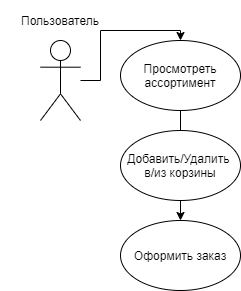 Пользователь
Просмотреть
ассортимент
Добавить/Удалить
в/из корзины
Оформить заказ